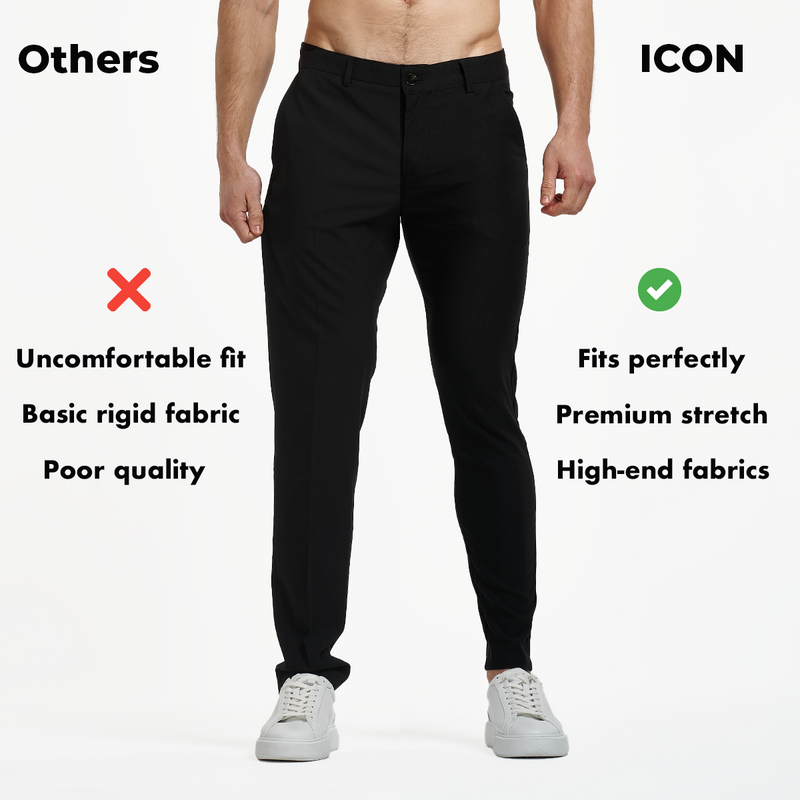 Others
ICON
Uncomfortable fit
Fits perfectly
Basic rigid fabric
Premium stretch
Poor quality
High-end fabrics